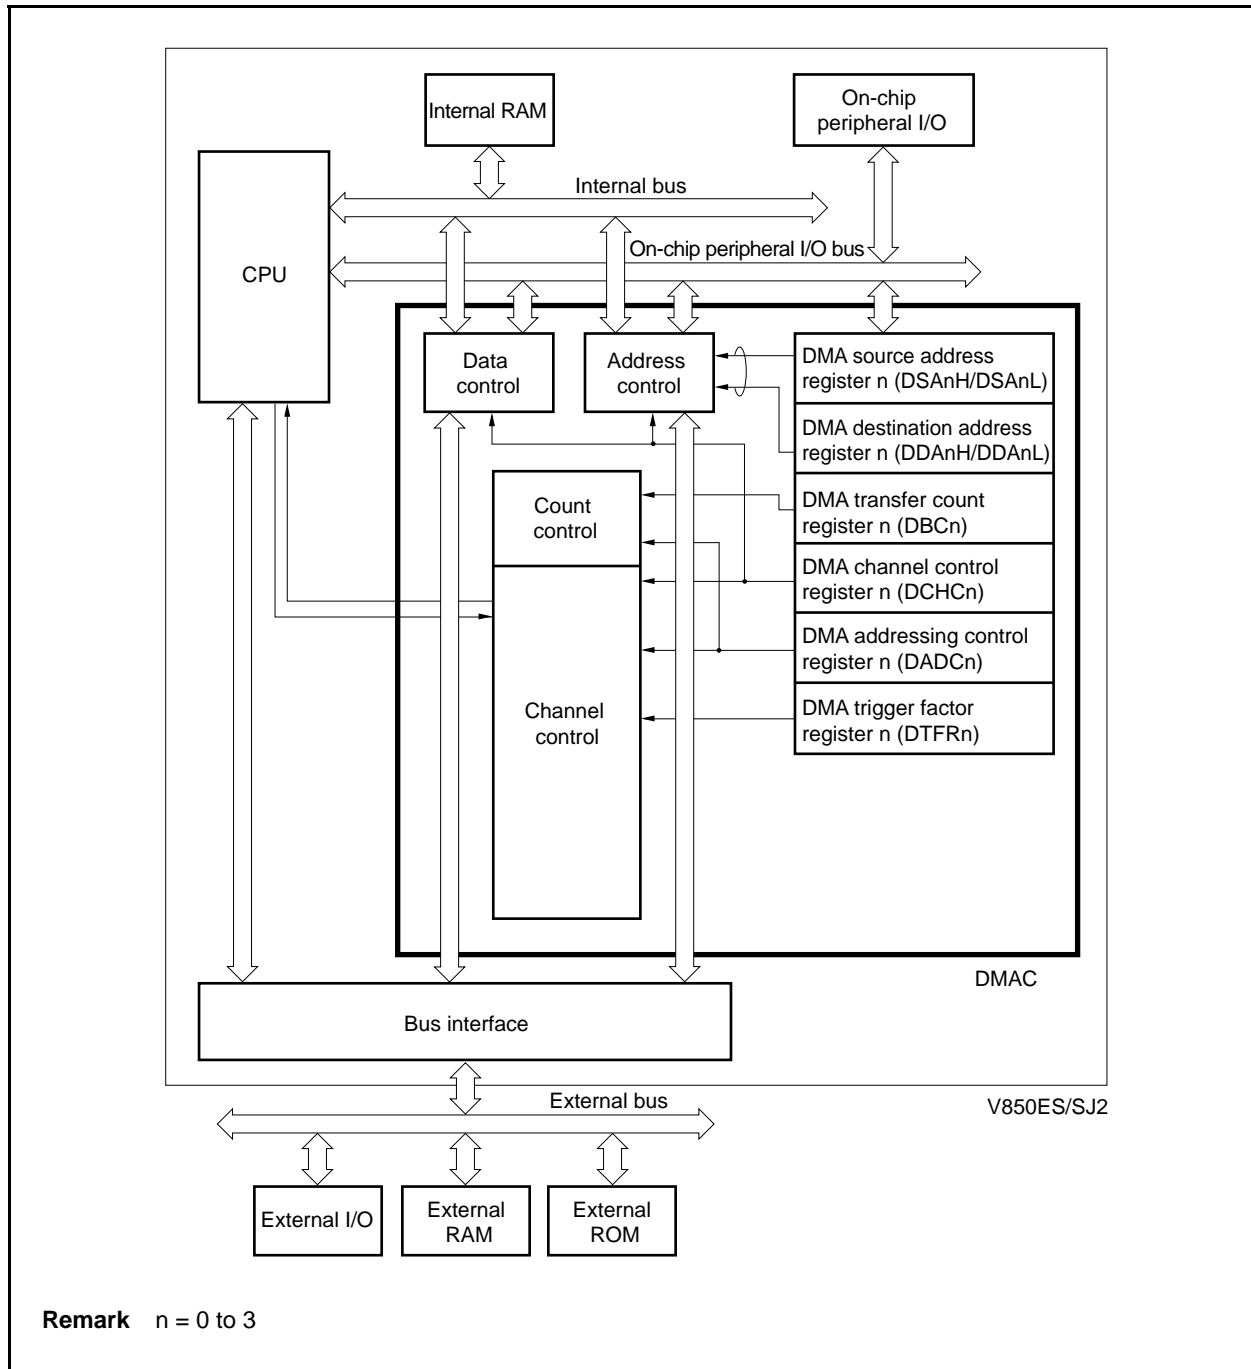 Internal RAM
On-chip
peripheral I/O
Internal bus
On-chip peripheral I/O bus
CPU
Data
control
Address
control
DMA source address
register n (DSAnH/DSAnL)
DMA destination address
register n (DDAnH/DDAnL)
Count
control
DMA transfer count
register n (DBCn)
DMA channel control
register n (DCHCn)
DMA addressing control
register n (DADCn)
Channel
control
DMA trigger factor
register n (DTFRn)
DMAC
Bus interface
External bus
V850ES/SJ2
External I/O
External
RAM
External
ROM
Remark n = 0 to 3